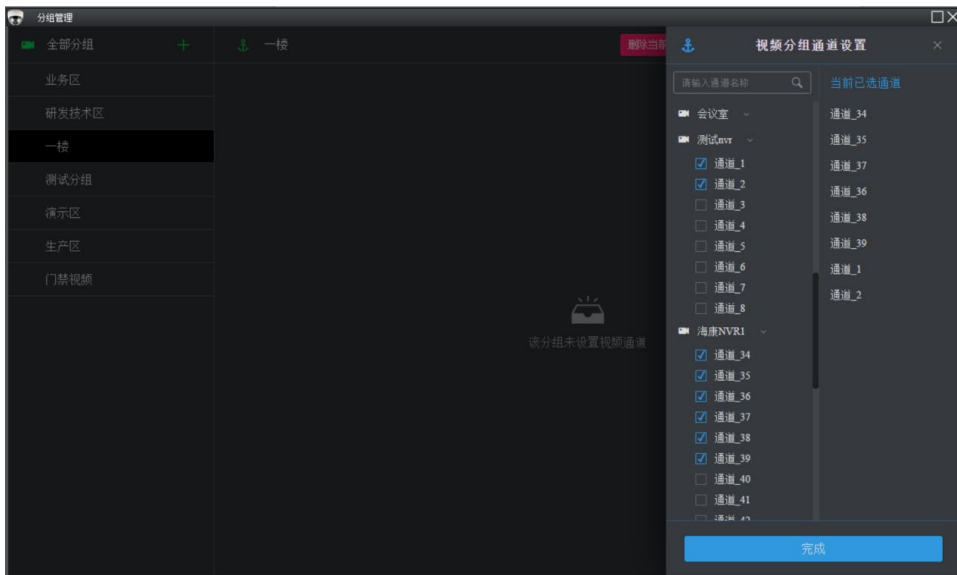 分组管理
全部分组
业务区
研发技术区
一楼
测试分组
演示区
生产区
门禁视频
一楼
删除当前
该分组未设置视频通道
视频分组通道设置
请输入通道名称
会议室
测试nvr
通道_1
通道_2
通道_3
通道_4
通道_5
通道_6
通道_7
通道_8
海康NVR1
通道_34
通道_35
通道_36
通道_37
通道_38
通道_39
通道_40
通道_41
通道_42
当前已选通道
通道_34
通道_35
通道_37
通道_36
通道_38
通道_39
通道_1
通道_2
完成